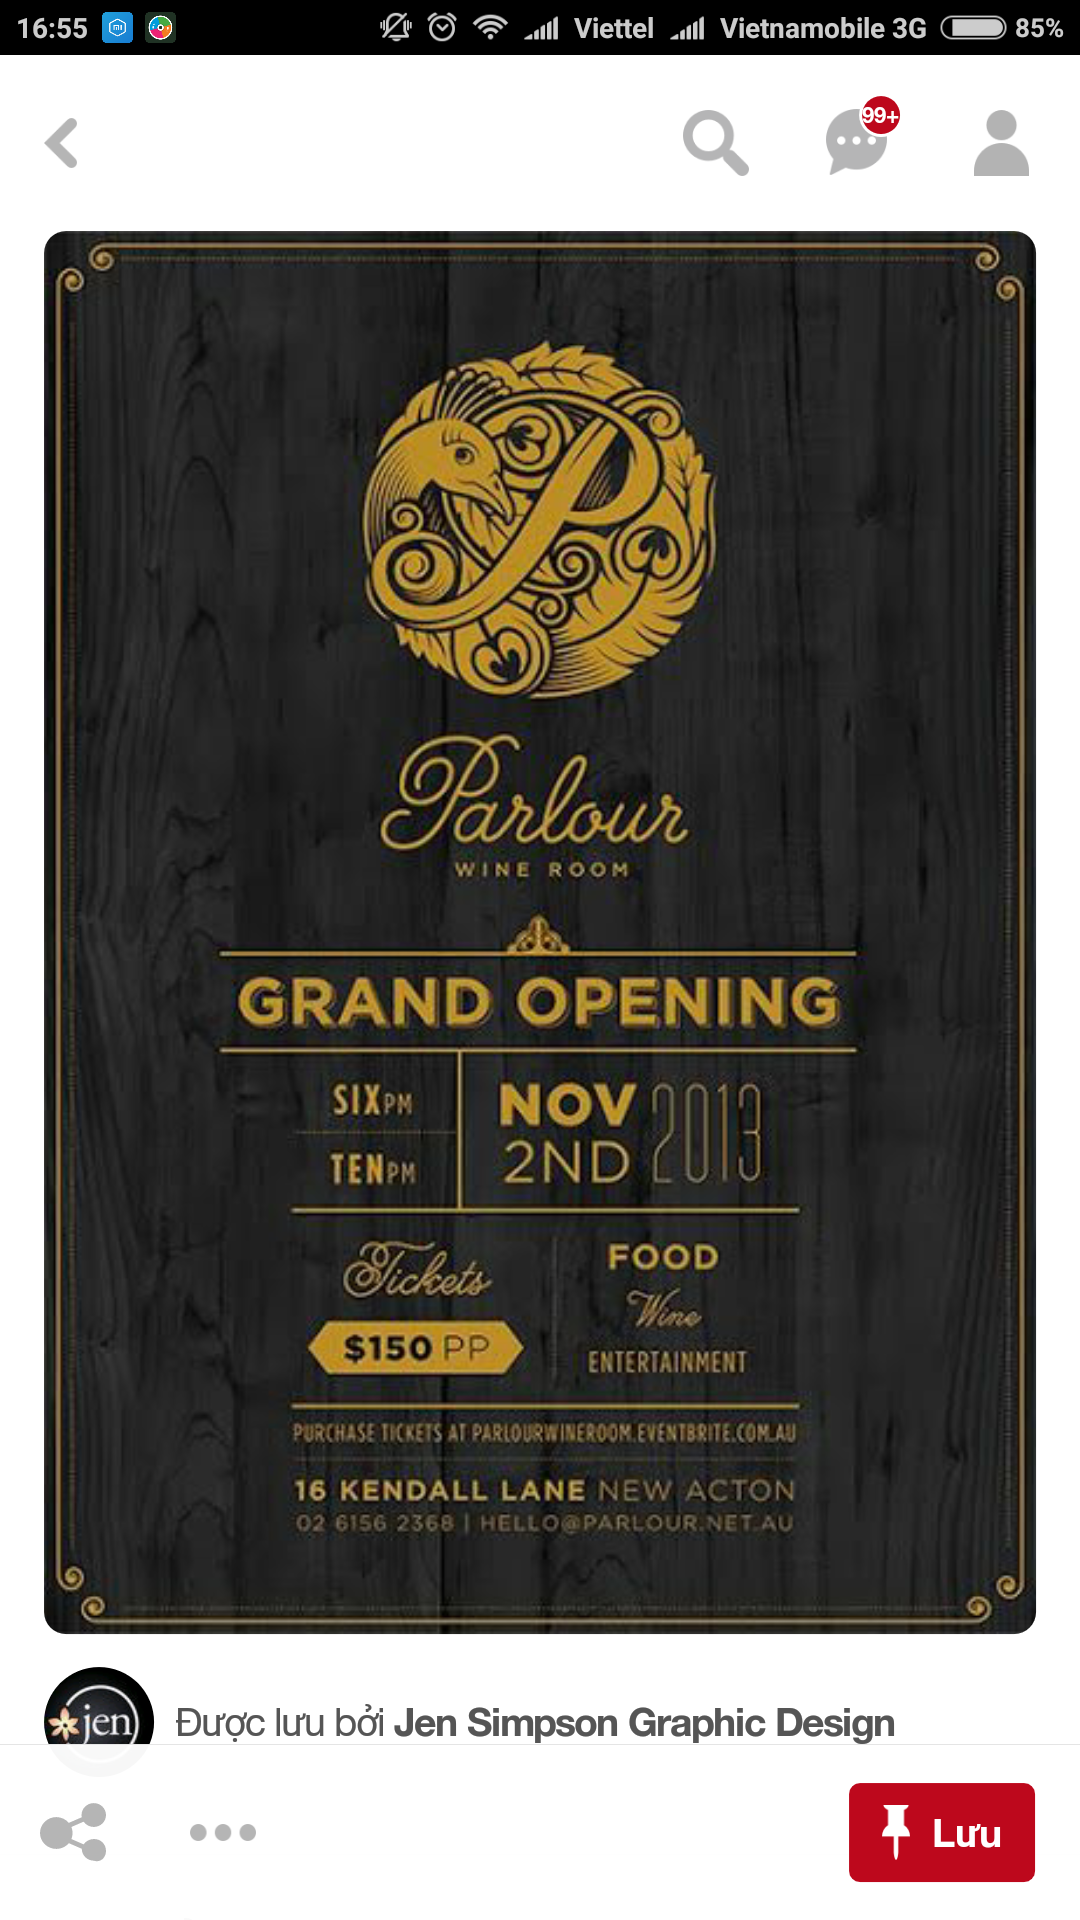 16:55 Viettel Vietnamobile 3G 85%
99+
P
Parlour
WINE ROOM
GRAND OPENING
SIXPM
TENPM
NOV
2ND
2013
Tickets
$150 PP
FOOD
Wine
ENTERTAINMENT
PURCHASE TICKETS AT PARLOURWINEROOM.EVENTBRITE.COM.AU
16 KENDALL LANE NEW ACTON
02 6156 2368 | HELLO@PARLOUR.NET.AU
jen
Được lưu bởi Jen Simpson Graphic Design
Lưu